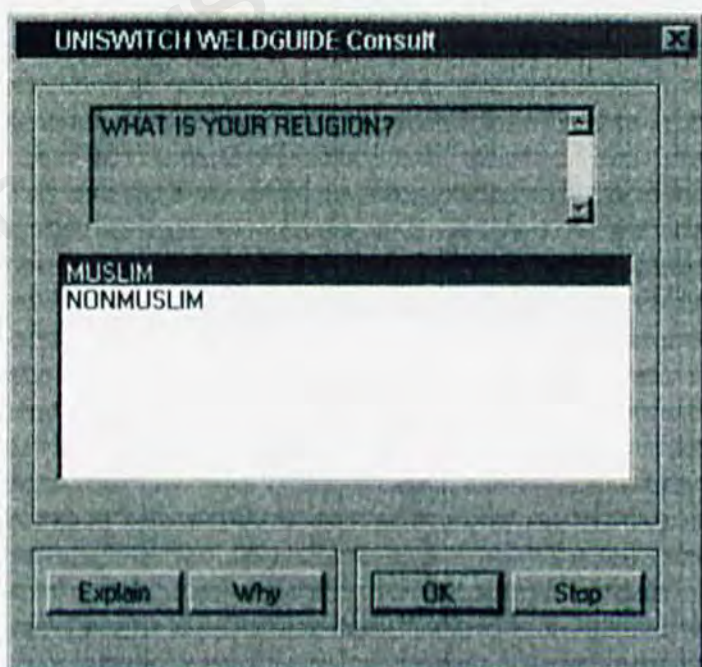 UNISWITCH WELDGUIDE Consult
WHAT IS YOUR RELIGION?
MUSLIM
NONMUSLIM
Explain Why OK Stop